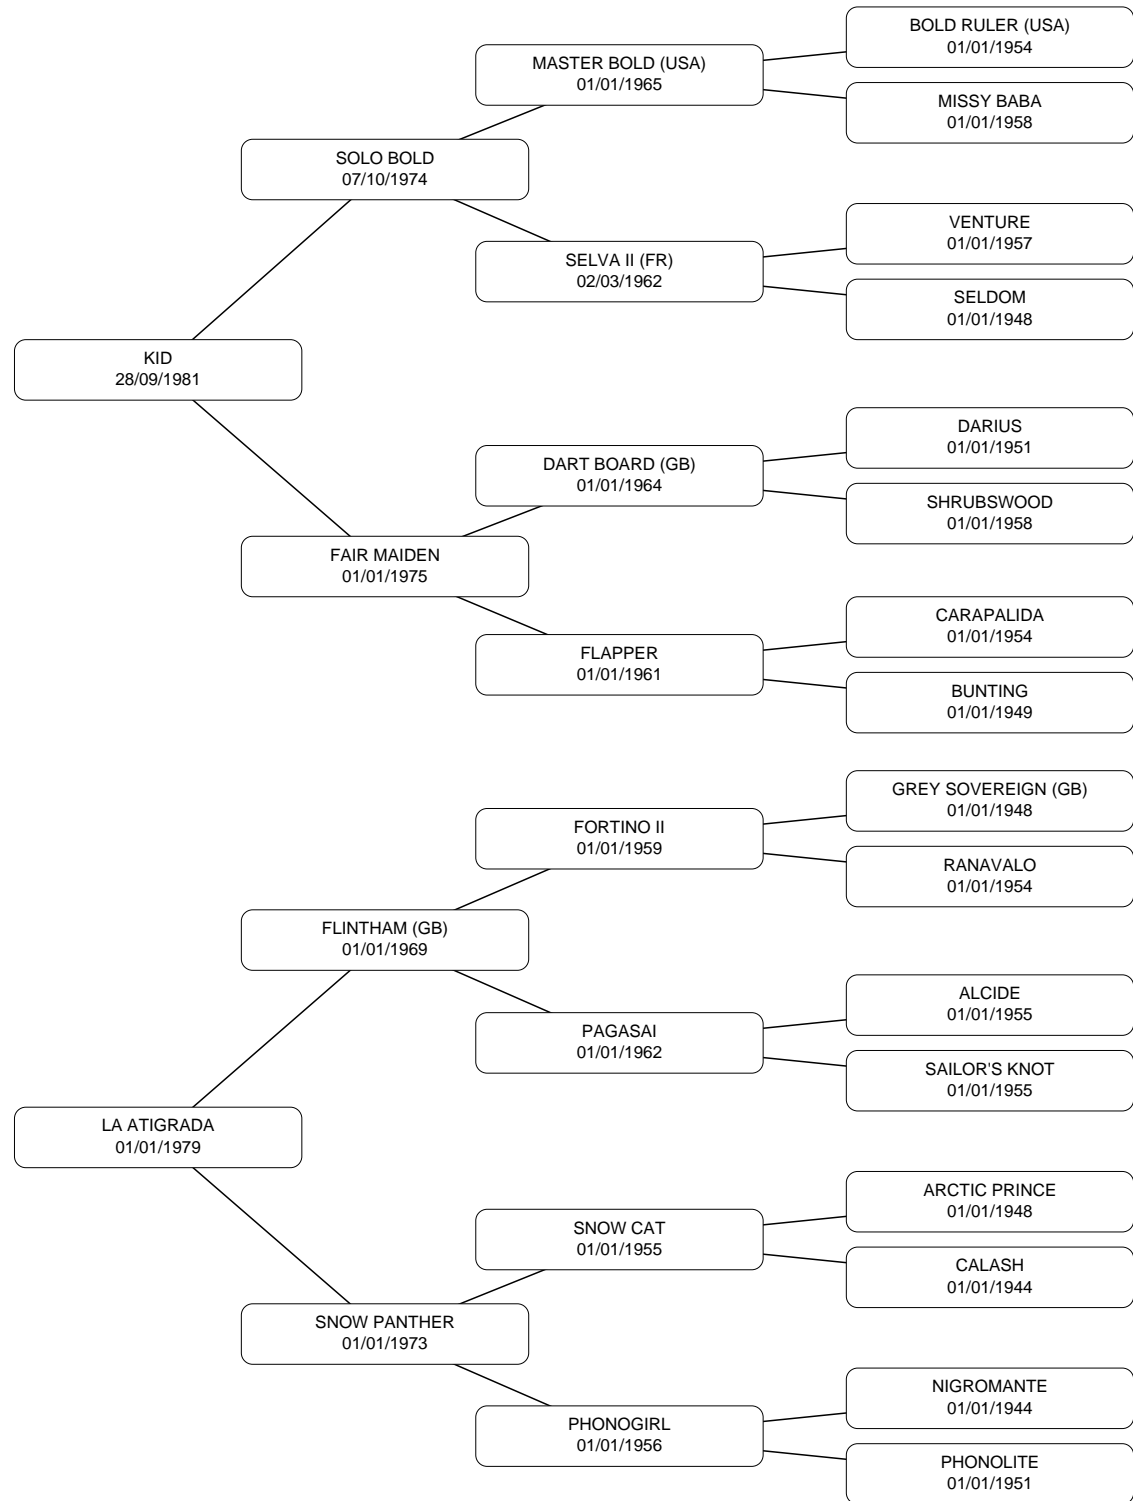 BOLD RULER (USA)
01/01/1954
MASTER BOLD (USA)
01/01/1965
MISSY BABA
01/01/1958
SOLO BOLD
07/10/1974
VENTURE
01/01/1957
SELVA II (FR)
02/03/1962
SELDOM
01/01/1948
KID
28/09/1981
DARIUS
01/01/1951
DART BOARD (GB)
01/01/1964
SHRUBSWOOD
01/01/1958
FAIR MAIDEN
01/01/1975
CARAPALIDA
01/01/1954
FLAPPER
01/01/1961
BUNTING
01/01/1949
GREY SOVEREIGN (GB)
01/01/1948
FORTINO II
01/01/1959
RANAVALO
01/01/1954
FLINTHAM (GB)
01/01/1969
ALCIDE
01/01/1955
PAGASAI
01/01/1962
SAILOR'S KNOT
01/01/1955
LA ATIGRADA
01/01/1979
ARCTIC PRINCE
01/01/1948
SNOW CAT
01/01/1955
CALASH
01/01/1944
SNOW PANTHER
01/01/1973
NIGROMANTE
01/01/1944
PHONOGIRL
01/01/1956
PHONOLITE
01/01/1951